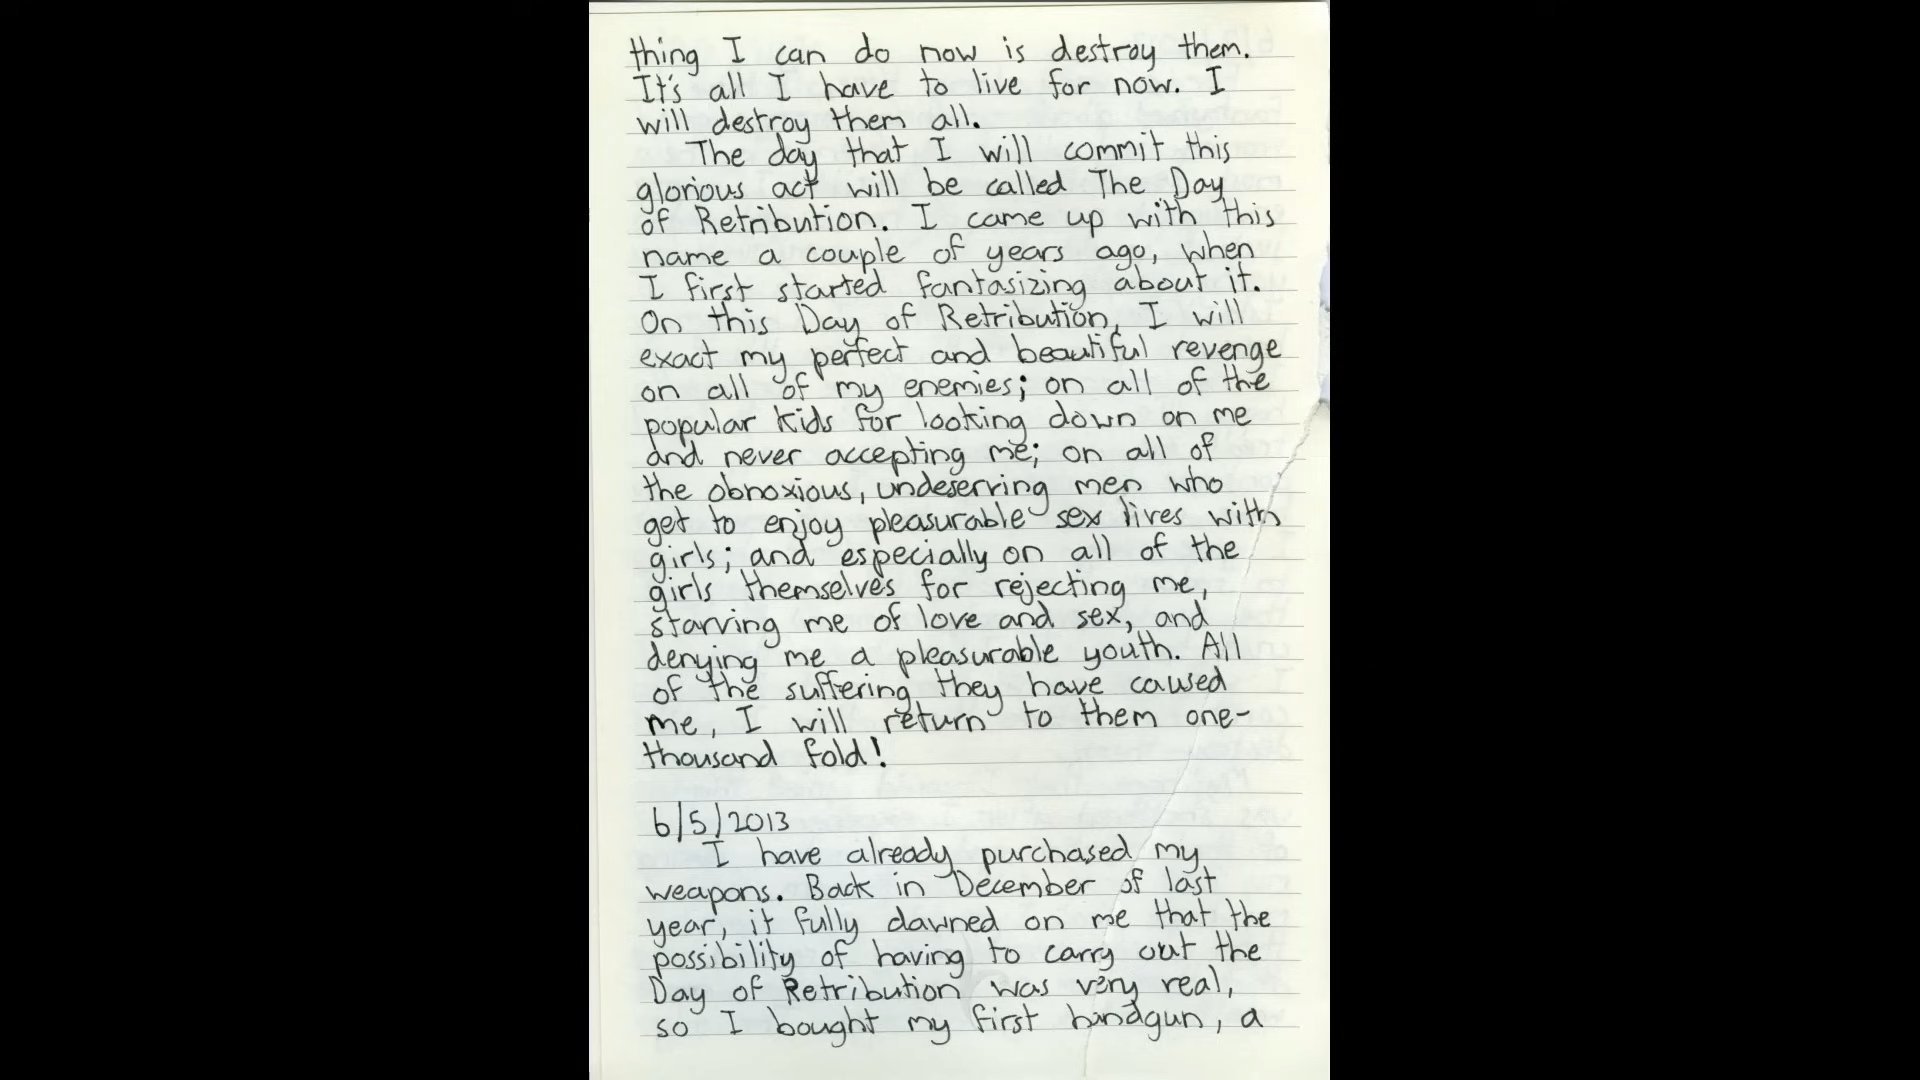 thing I can do now is destroy them.
It's all I have to live for now. I
will destroy them all.
The day that I will commit this
glorious act will be called The Day
of Retribution. I came up with this
name a couple of years ago, when
I first started fantasizing about it.
On this Day of Retribution, I will
exact my perfect and beautiful revenge
on all of my enemies; on all of the
popular kids for looking down on me
and never accepting me; on all of
the obnoxious, undeserving men who
get to enjoy pleasurable sex lives with
girls; and especially on all of the
girls themselves for rejecting me,
starving me of love and sex, and
denying me a pleasurable youth. All
of the suffering they have caused
me, I will return to them one-
thousand fold!
6/5/2013
I have already purchased my
weapons. Back in December of last
year, it fully dawned on me that the
possibility of having to carry out the
Day of Retribution was very real,
so I bought my first handgun, a